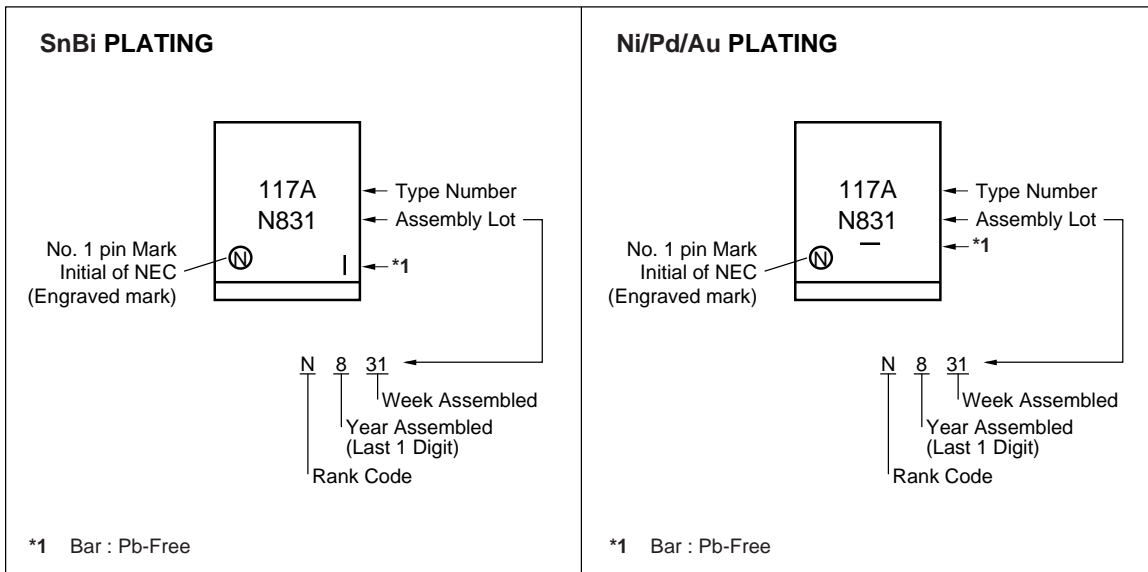 SnBi PLATING
117A
N831
N
Type Number
Assembly Lot
*1
No. 1 pin Mark
Initial of NEC
(Engraved mark)
N 8 31
Week Assembled
Year Assembled
(Last 1 Digit)
Rank Code
*1 Bar : Pb-Free
Ni/Pd/Au PLATING
117A
N831
N
Type Number
Assembly Lot
*1
No. 1 pin Mark
Initial of NEC
(Engraved mark)
N 8 31
Week Assembled
Year Assembled
(Last 1 Digit)
Rank Code
*1 Bar : Pb-Free